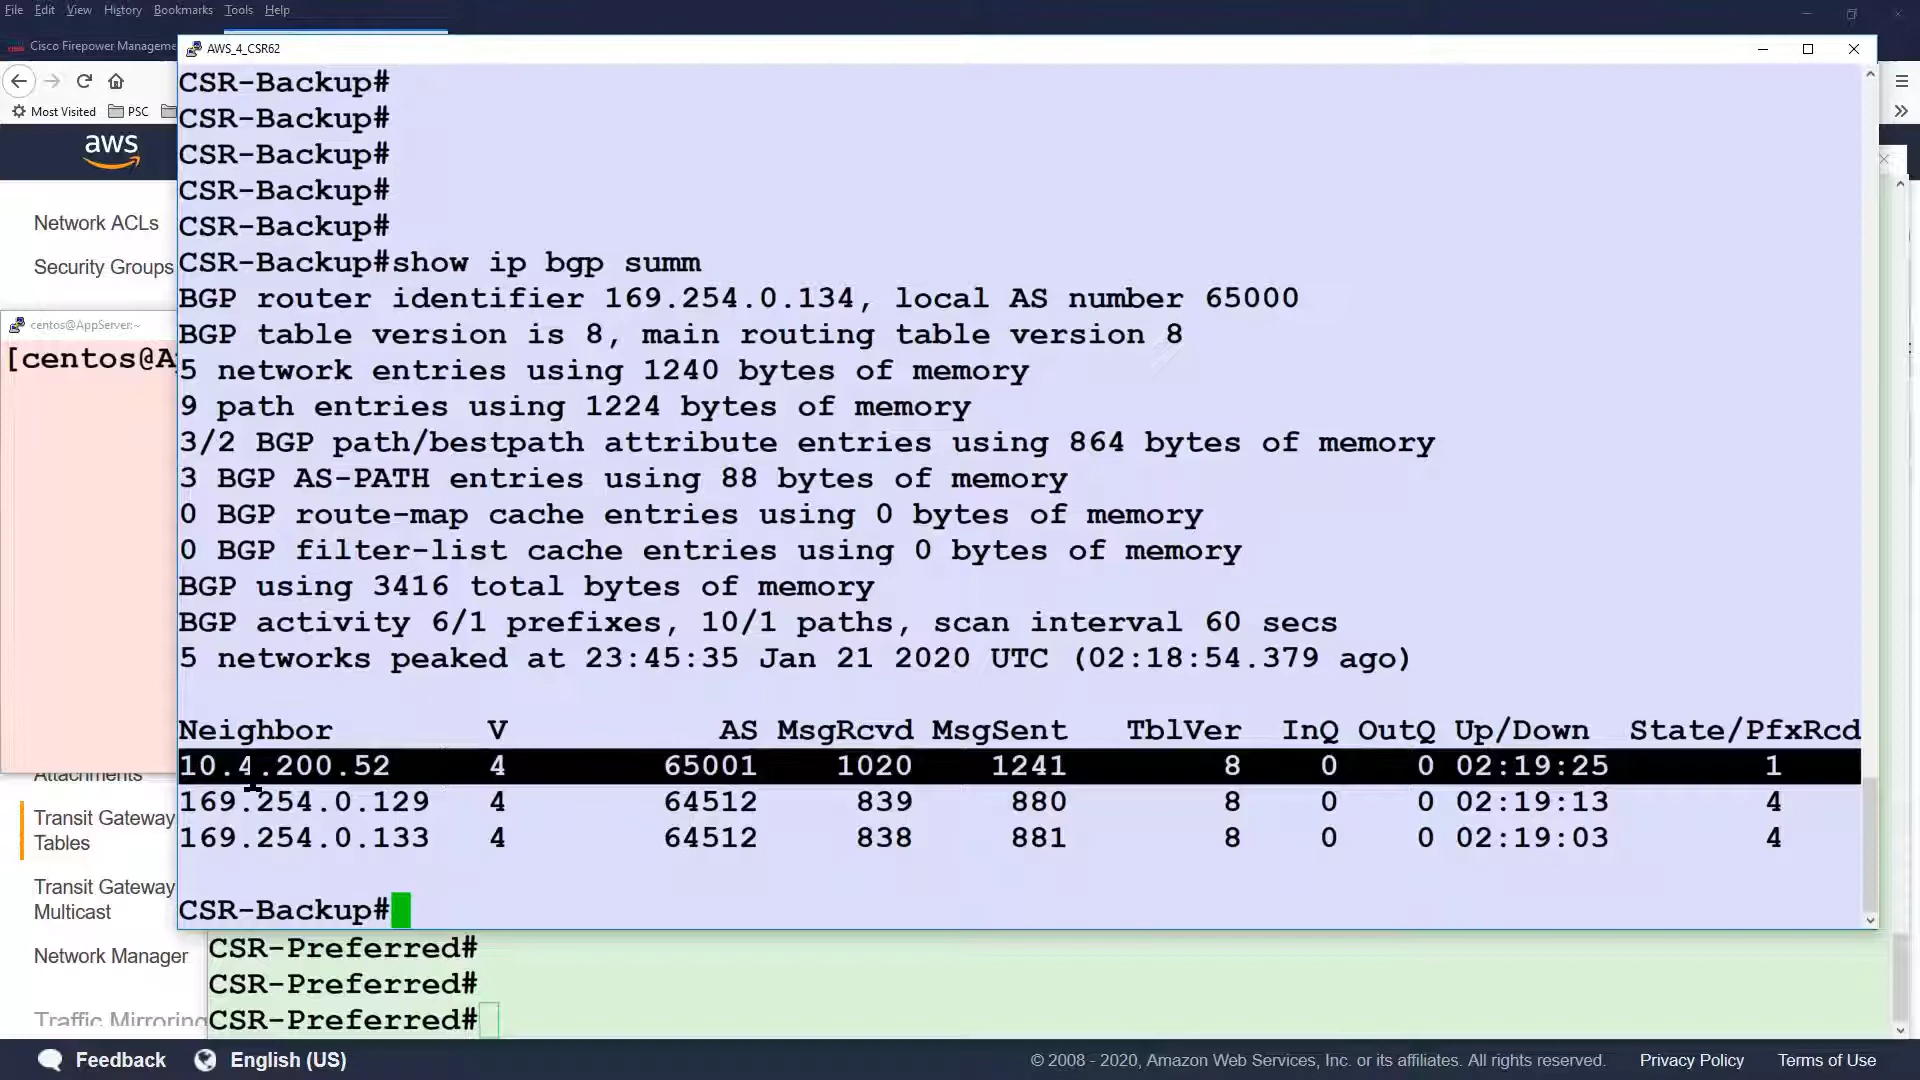 File Edit View History Bookmarks Tools Help
Cisco Firepower Manageme
AWS_4_CSR62
Most Visited PSC
aws
Network ACLs
Security Groups
centos@AppServer:~
[centos@Ap
CSR-Backup#
CSR-Backup#
CSR-Backup#
CSR-Backup#
CSR-Backup#
CSR-Backup#show ip bgp summ
BGP router identifier 169.254.0.134, local AS number 65000
BGP table version is 8, main routing table version 8
5 network entries using 1240 bytes of memory
9 path entries using 1224 bytes of memory
3/2 BGP path/bestpath attribute entries using 864 bytes of memory
3 BGP AS-PATH entries using 88 bytes of memory
0 BGP route-map cache entries using 0 bytes of memory
0 BGP filter-list cache entries using 0 bytes of memory
BGP using 3416 total bytes of memory
BGP activity 6/1 prefixes, 10/1 paths, scan interval 60 secs
5 networks peaked at 23:45:35 Jan 21 2020 UTC (02:18:54.379 ago)
Neighbor V AS MsgRcvd MsgSent TblVer InQ OutQ Up/Down State/PfxRcd
10.4.200.52 4 65001 1020 1241 8 0 0 02:19:25 1
169.254.0.129 4 64512 839 880 8 0 0 02:19:13 4
169.254.0.133 4 64512 838 881 8 0 0 02:19:03 4
CSR-Backup#
Attachments
Transit Gateway
Tables
Transit Gateway
Multicast
Network Manager
Traffic Mirroring
CSR-Preferred#
CSR-Preferred#
CSR-Preferred#
Feedback English (US) © 2008 - 2020, Amazon Web Services, Inc. or its affiliates. All rights reserved. Privacy Policy Terms of Use